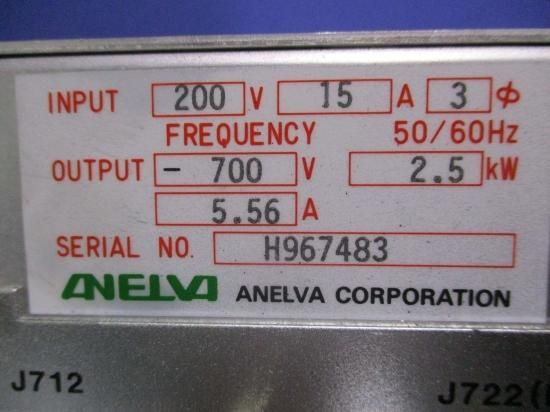 INPUT 200 V 15 A 3 φ
FREQUENCY 50/60Hz
OUTPUT - 700 V 2.5 kW
5.56 A
SERIAL NO. H967483
ANELVA ANELVA CORPORATION
J712 J722(